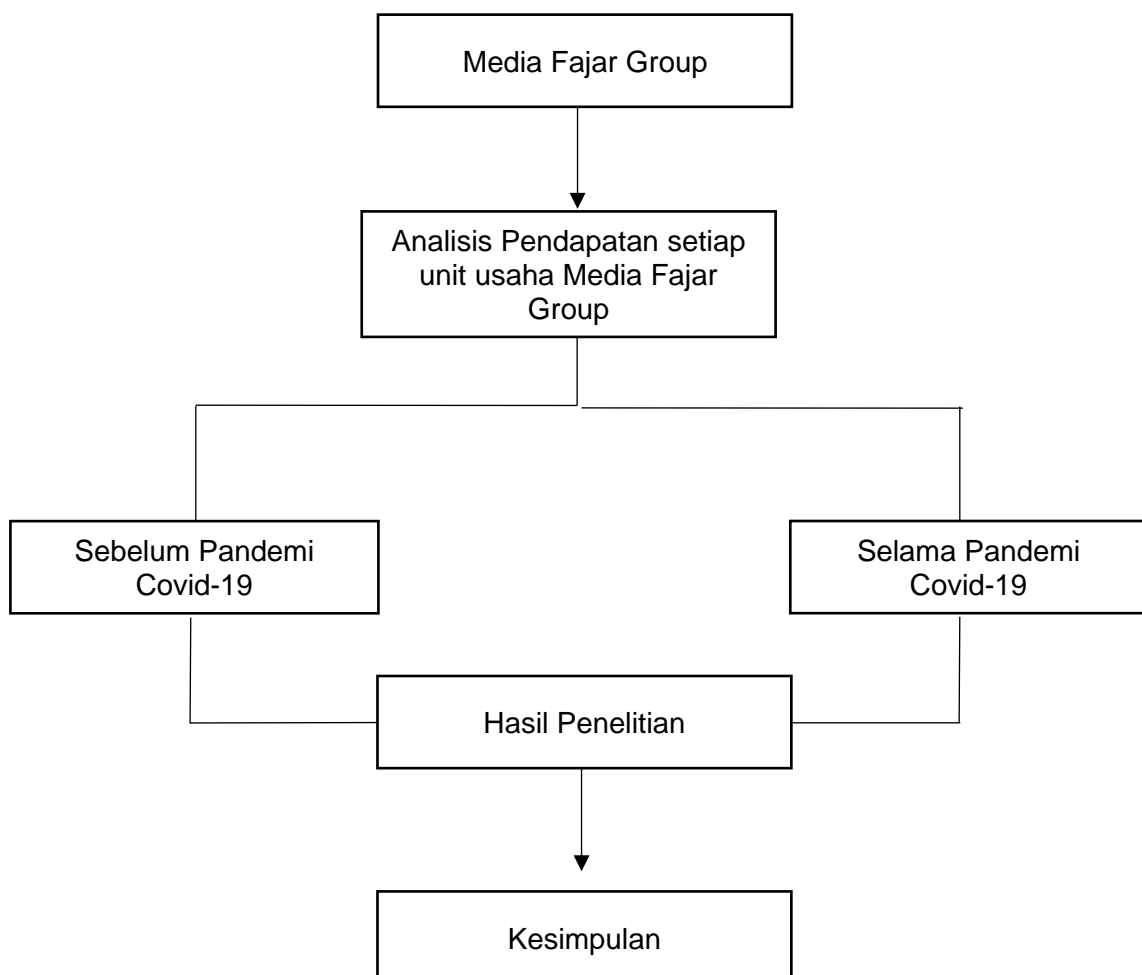 Media Fajar Group
Analisis Pendapatan setiap
unit usaha Media Fajar
Group
Sebelum Pandemi
Covid-19
Selama Pandemi
Covid-19
Hasil Penelitian
Kesimpulan